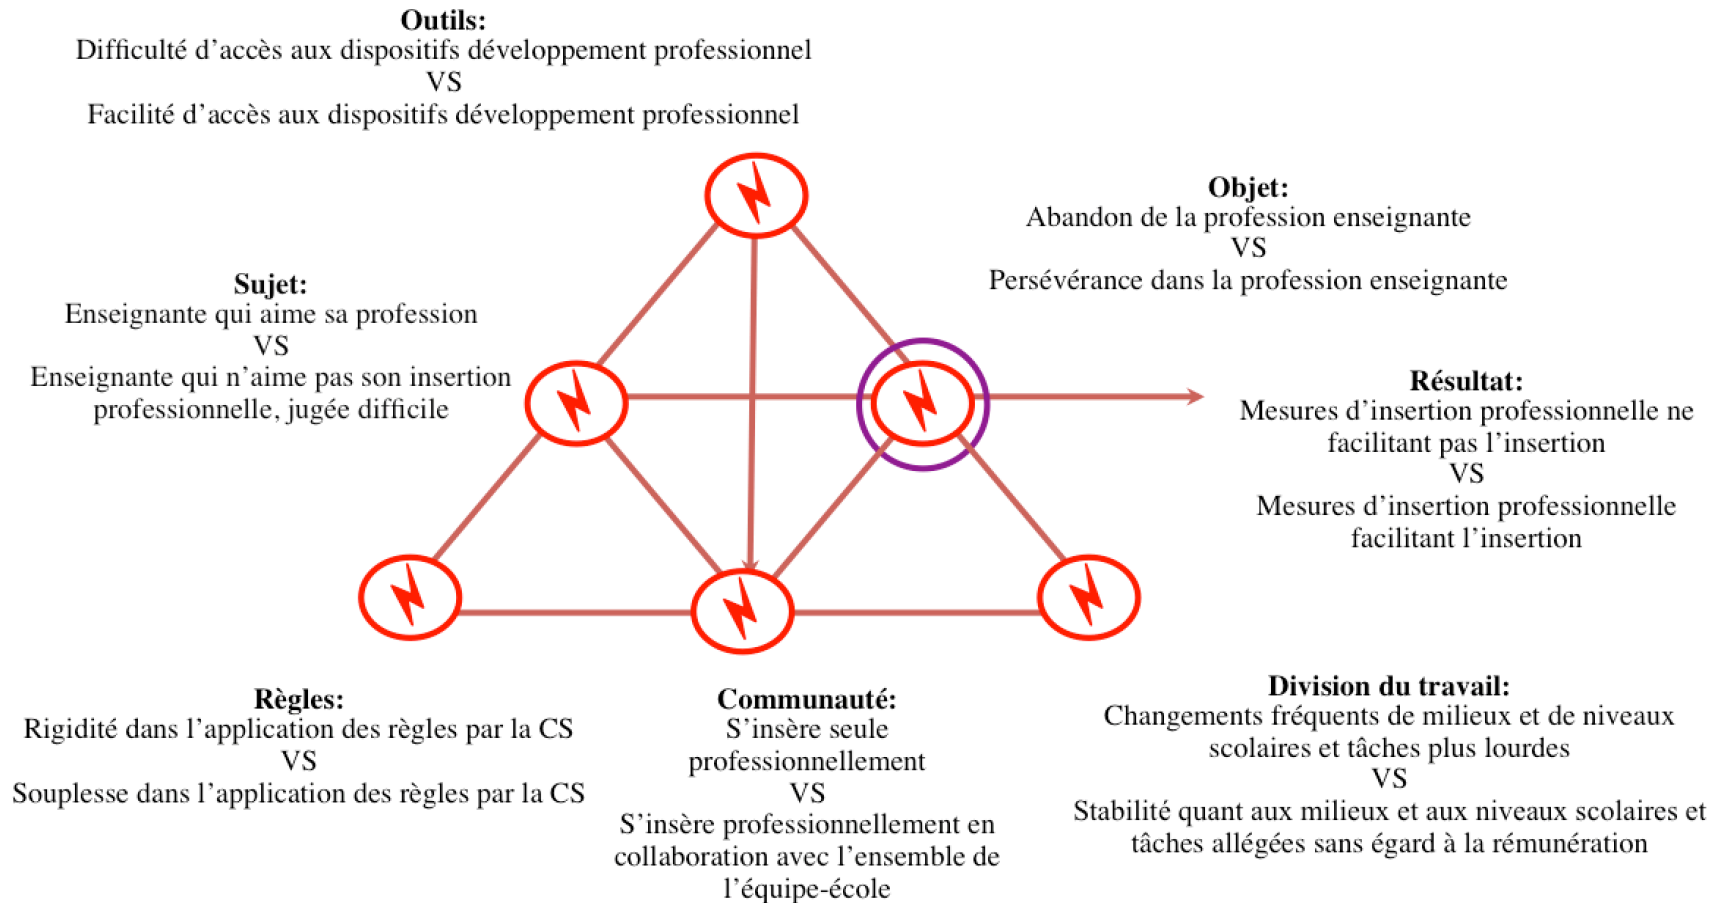 Outils:
Difficulté d'accès aux dispositifs développement professionnel
VS
Facilité d'accès aux dispositifs développement professionnel
Objet:
Abandon de la profession enseignante
VS
Persévérance dans la profession enseignante
Sujet:
Enseignante qui aime sa profession
VS
Enseignante qui n'aime pas son insertion
professionnelle, jugée difficile
Résultat:
Mesures d'insertion professionnelle ne
facilitant pas l'insertion
VS
Mesures d'insertion professionnelle
facilitant l'insertion
Règles:
Rigidité dans l'application des règles par la CS
VS
Souplesse dans l'application des règles par la CS
Communauté:
S'insère seule
professionnellement
VS
S'insère professionnellement en
collaboration avec l'ensemble de
l'équipe-école
Division du travail:
Changements fréquents de milieux et de niveaux
scolaires et tâches plus lourdes
VS
Stabilité quant aux milieux et aux niveaux scolaires et
tâches allégées sans égard à la rémunération